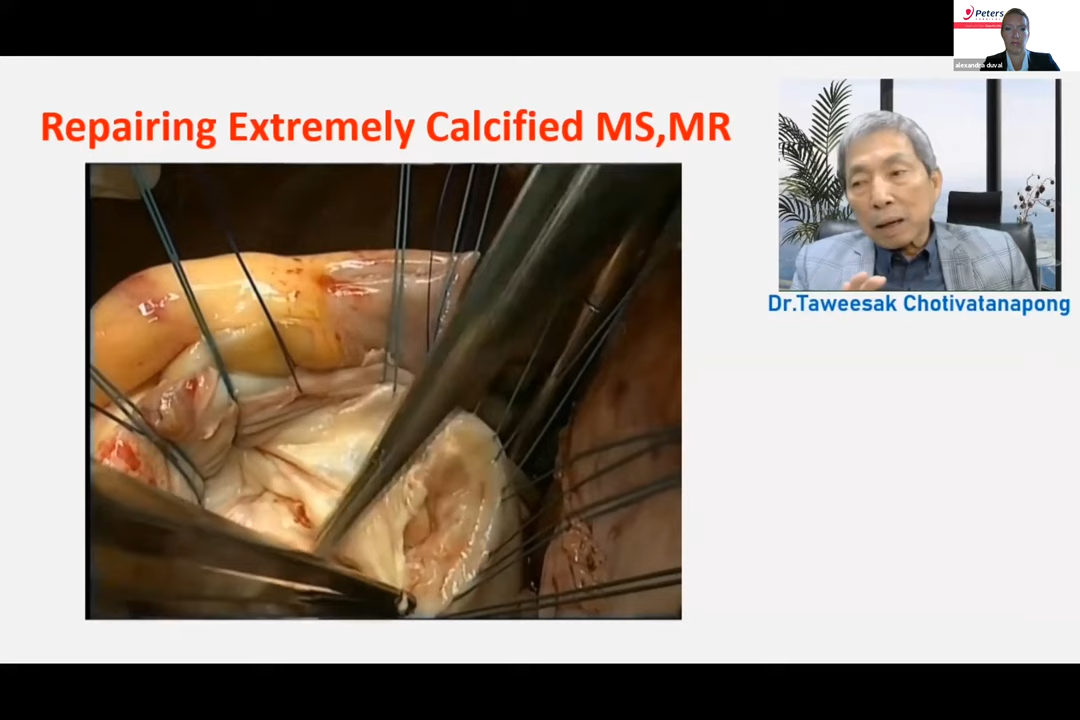 Peters
alexandra duval
Repairing Extremely Calcified MS,MR
Dr.Taweesak Chotivatanapong